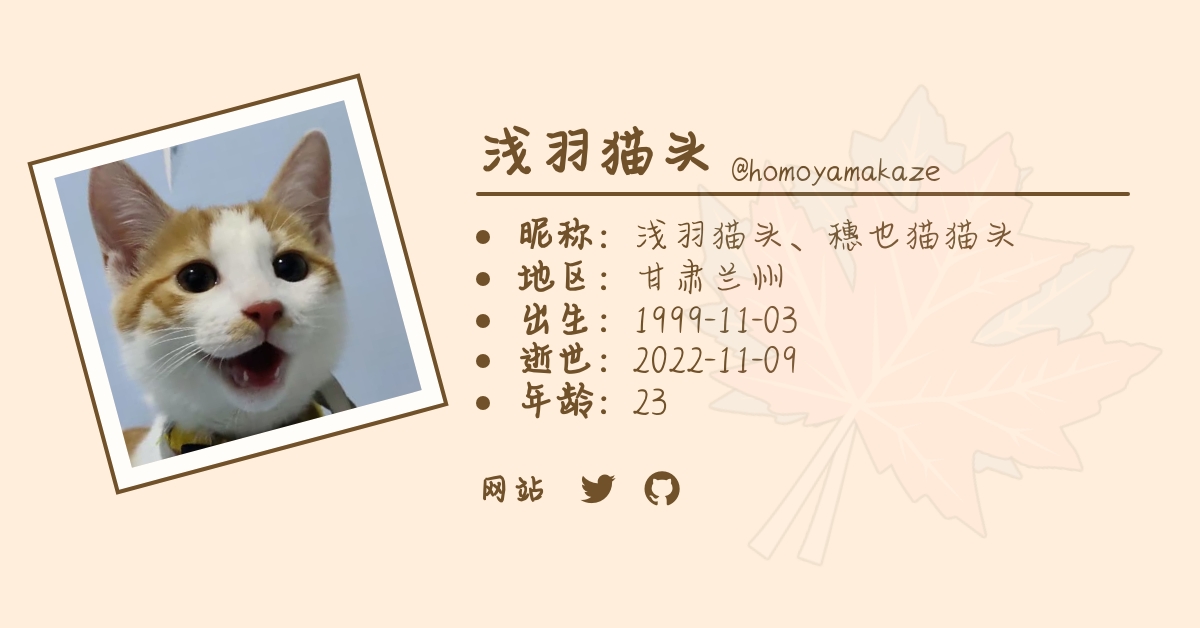 浅羽猫头 @homoyamakaze
昵称：浅羽猫头、穗也猫猫头
地区：甘肃兰州
出生：1999-11-03
逝世：2022-11-09
年龄：23
网站